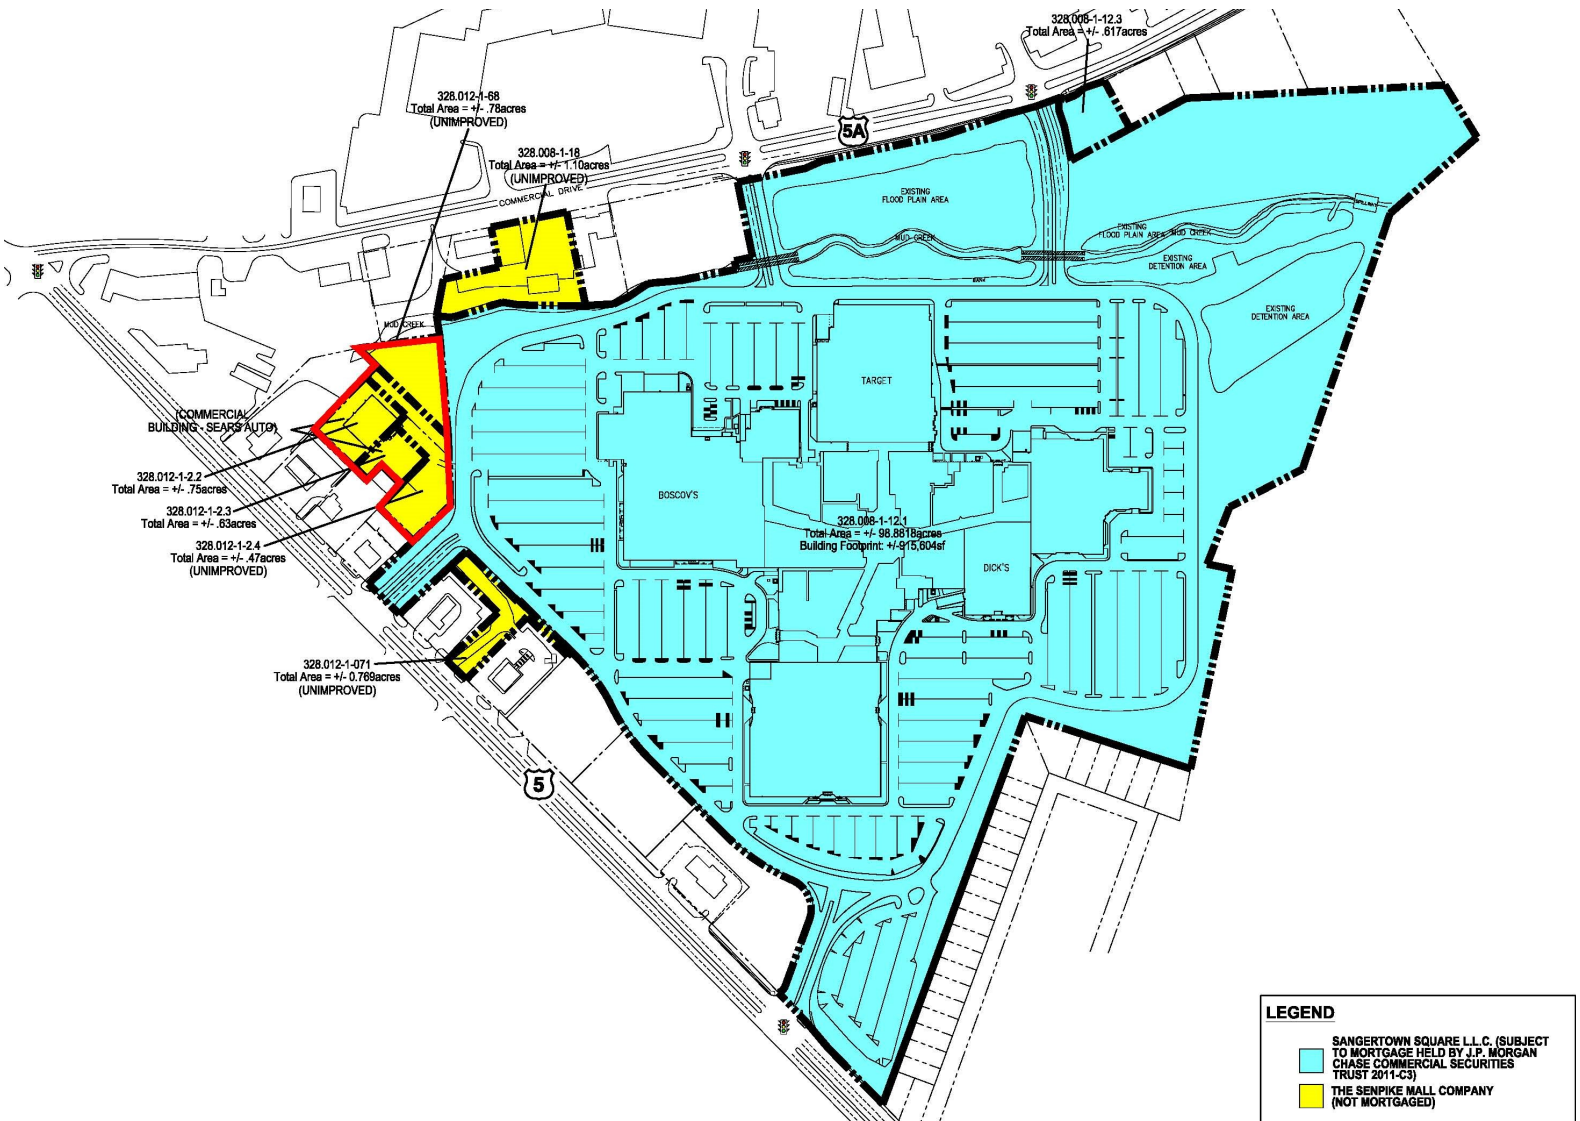 328.008-1-12.3
Total Area = +/- .617acres
328.012-1-68
Total Area = +/- .78acres
(UNIMPROVED)
5A
328.008-1-18
Total Area = +/- 1.10acres
(UNIMPROVED)
COMMERCIAL DRIVE
EXISTING
FLOOD PLAIN AREA
MUD CREEK
EXISTING
FLOOD PLAIN AREA
MUD CREEK
SPILLWAY
EXISTING
DETENTION AREA
EXISTING
DETENTION AREA
MUD CREEK
TARGET
(COMMERCIAL
BUILDING - SEARS AUTO)
328.012-1-2.2
Total Area = +/- .75acres
328.012-1-2.3
Total Area = +/- .63acres
328.012-1-2.4
Total Area = +/- .47acres
(UNIMPROVED)
BOSCOV'S
328.008-1-12.1
Total Area = +/- 98.8818acres
Building Footprint: +/-915,604sf
DICK'S
328.012-1-071
Total Area = +/- 0.769acres
(UNIMPROVED)
5
LEGEND
SANGERTOWN SQUARE L.L.C. (SUBJECT
TO MORTGAGE HELD BY J.P. MORGAN
CHASE COMMERCIAL SECURITIES
TRUST 2011-C3)
THE SENPIKE MALL COMPANY
(NOT MORTGAGED)